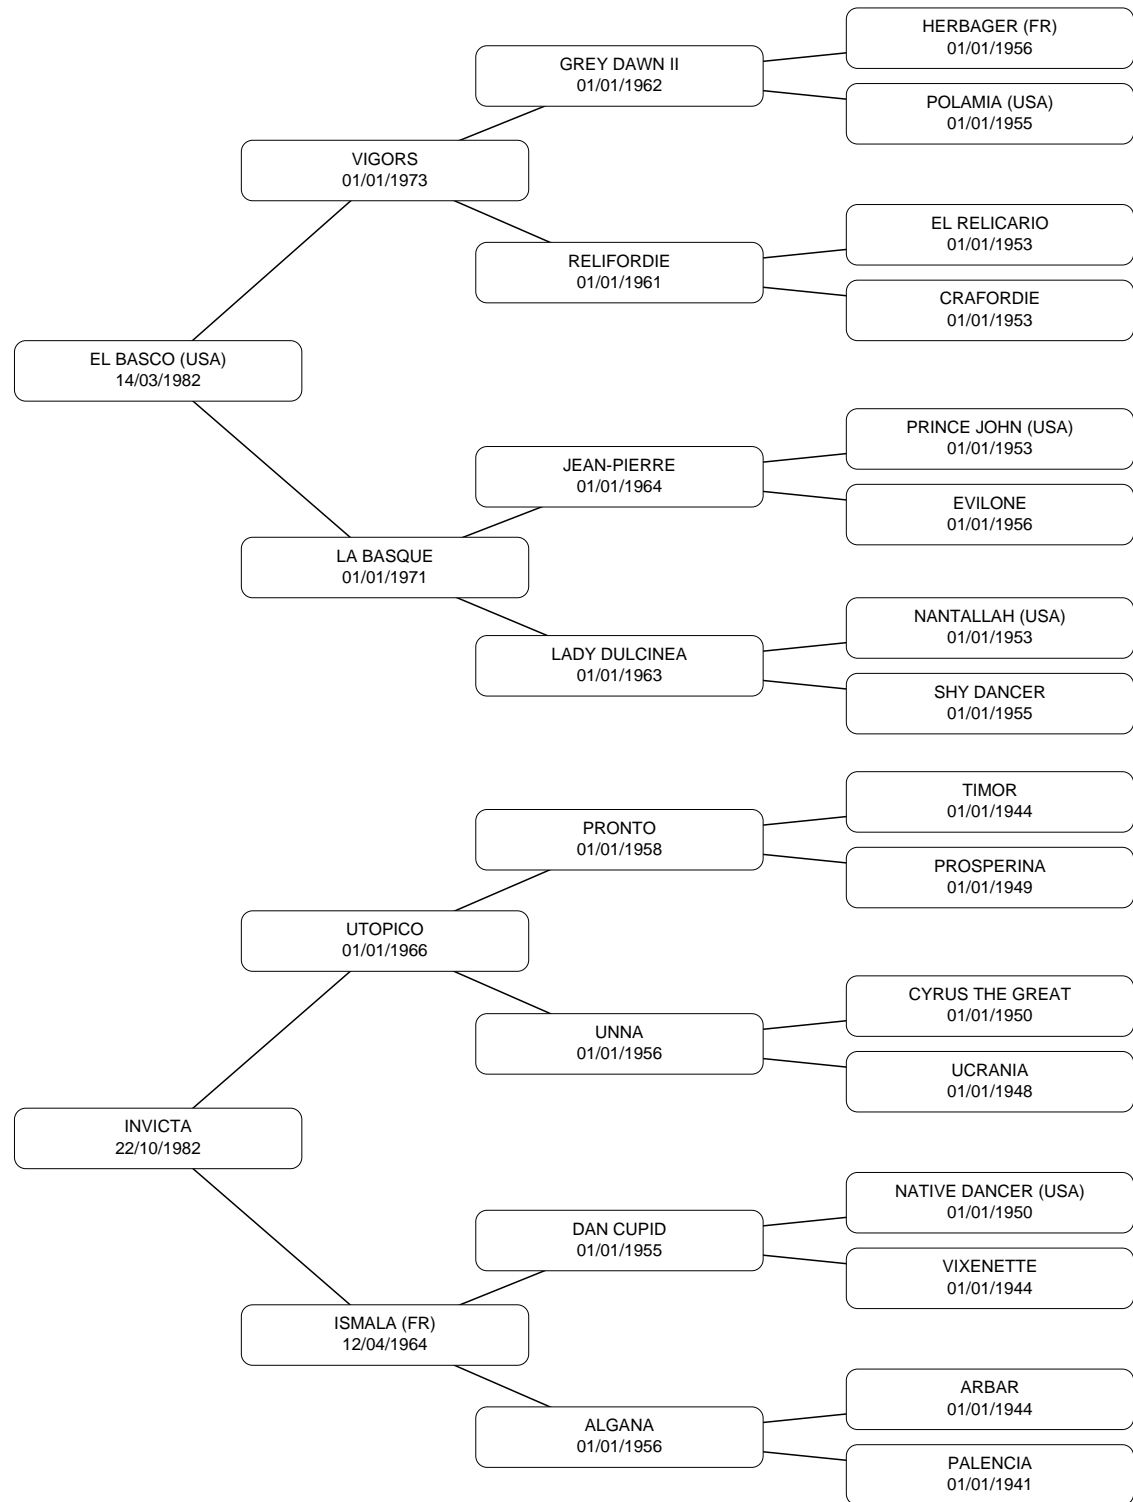 HERBAGER (FR)
01/01/1956
GREY DAWN II
01/01/1962
POLAMIA (USA)
01/01/1955
VIGORS
01/01/1973
EL RELICARIO
01/01/1953
RELIFORDIE
01/01/1961
CRAFORDIE
01/01/1953
EL BASCO (USA)
14/03/1982
PRINCE JOHN (USA)
01/01/1953
JEAN-PIERRE
01/01/1964
EVILONE
01/01/1956
LA BASQUE
01/01/1971
NANTALLAH (USA)
01/01/1953
LADY DULCINEA
01/01/1963
SHY DANCER
01/01/1955
TIMOR
01/01/1944
PRONTO
01/01/1958
PROSPERINA
01/01/1949
UTOPICO
01/01/1966
CYRUS THE GREAT
01/01/1950
UNNA
01/01/1956
UCRANIA
01/01/1948
INVICTA
22/10/1982
NATIVE DANCER (USA)
01/01/1950
DAN CUPID
01/01/1955
VIXENETTE
01/01/1944
ISMALA (FR)
12/04/1964
ARBAR
01/01/1944
ALGANA
01/01/1956
PALENCIA
01/01/1941